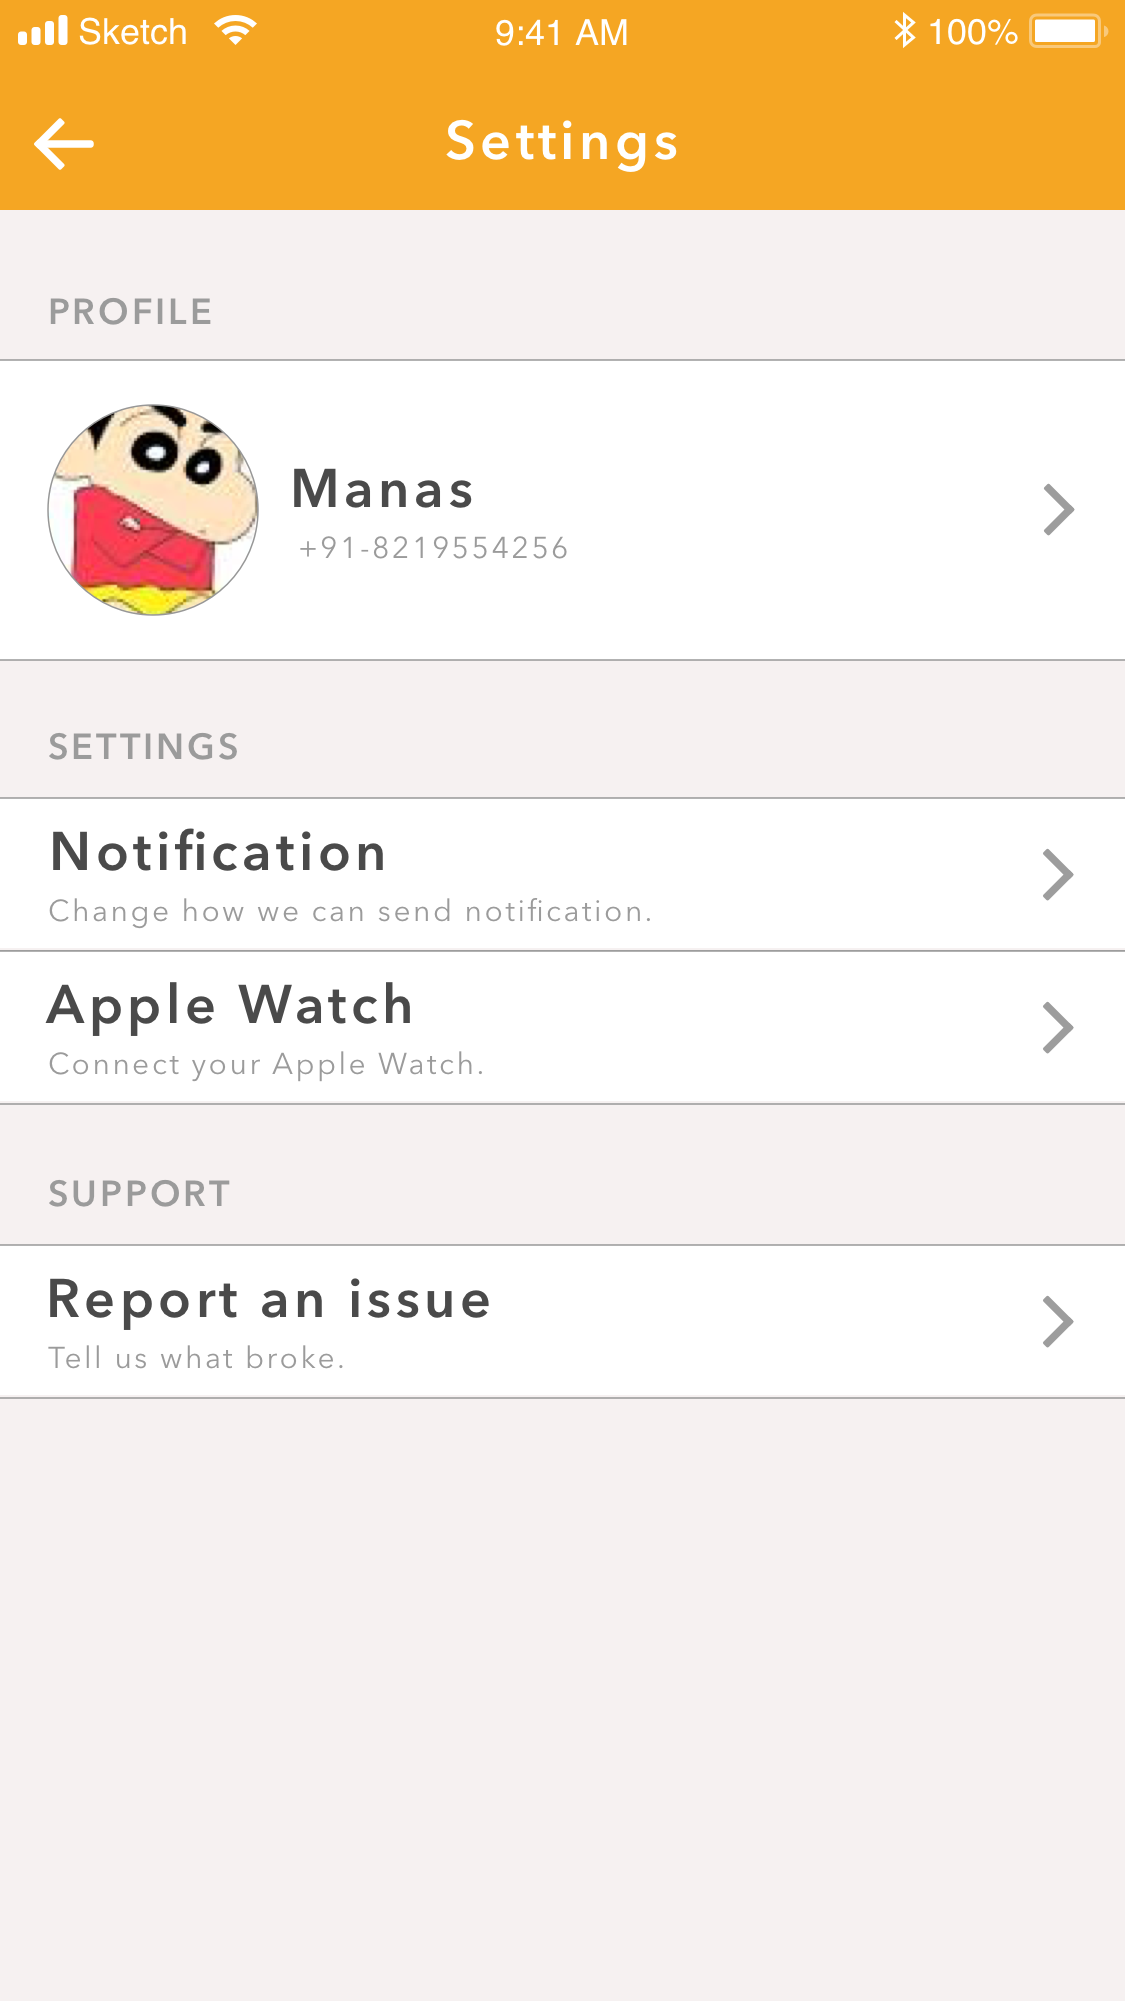 Sketch 9:41 AM 100%
Settings
PROFILE
Manas
+91-8219554256
SETTINGS
Notification
Change how we can send notification.
Apple Watch
Connect your Apple Watch.
SUPPORT
Report an issue
Tell us what broke.